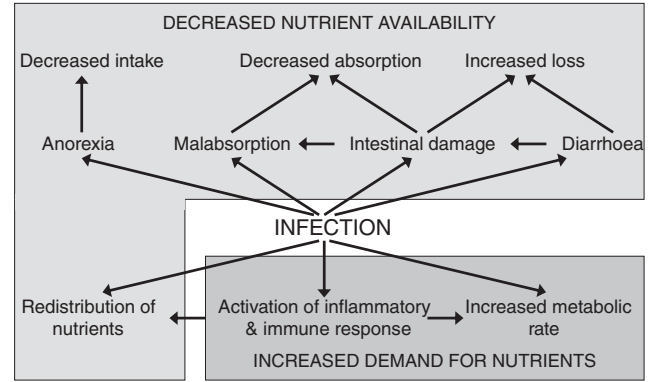 DECREASED NUTRIENT AVAILABILITY
Decreased intake
Decreased absorption
Increased loss
Anorexia
Malabsorption
Intestinal damage
Diarrhoea
INFECTION
Redistribution of
nutrients
Activation of inflammatory
& immune response
Increased metabolic
rate
INCREASED DEMAND FOR NUTRIENTS